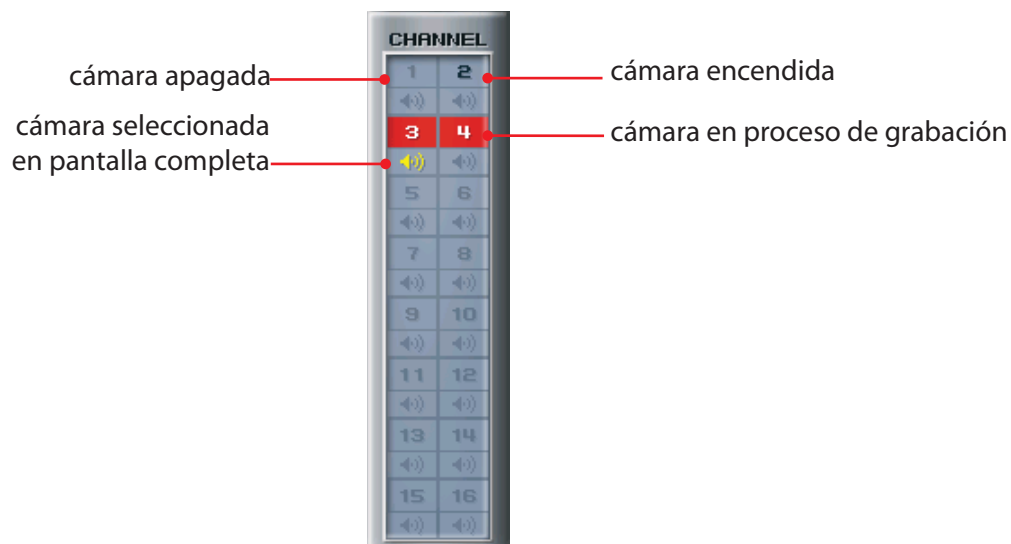 CHANNEL
cámara apagada
1 2
cámara encendida
cámara seleccionada
en pantalla completa
3 4
cámara en proceso de grabación
5 6
7 8
9 10
11 12
13 14
15 16